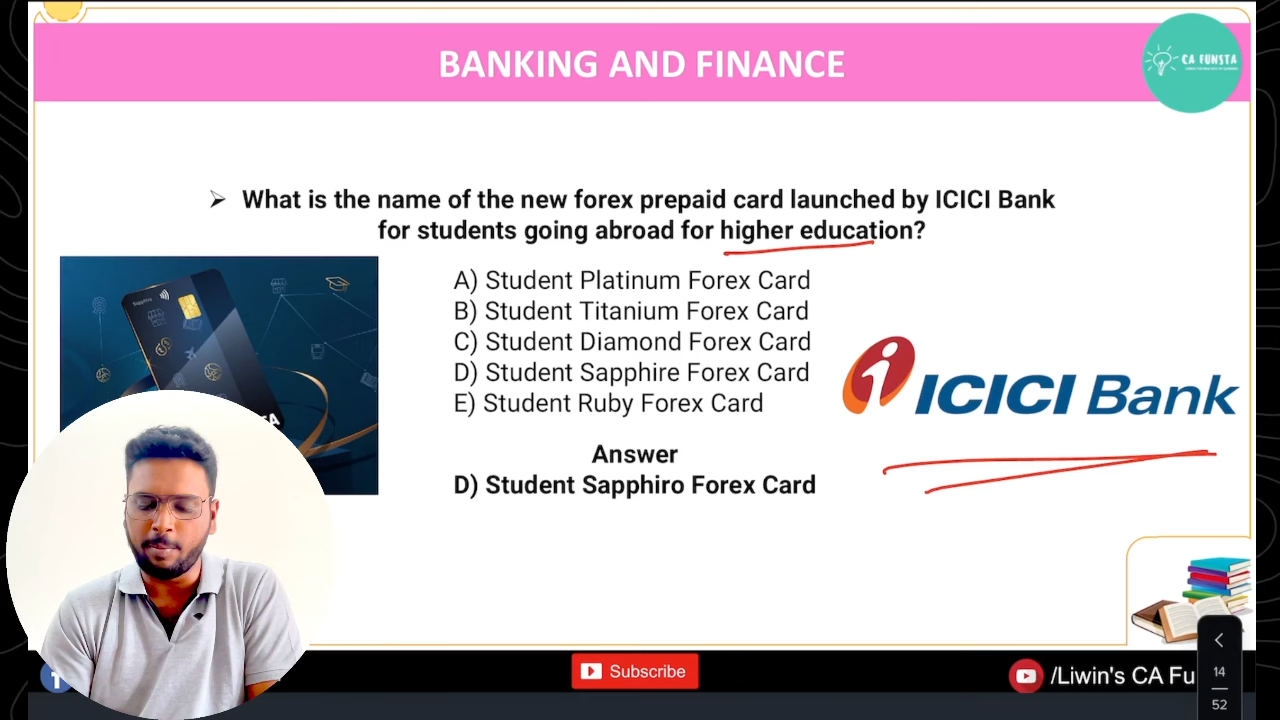 BANKING AND FINANCE
CA FUNSTA
➢ What is the name of the new forex prepaid card launched by ICICI Bank
for students going abroad for higher education?
A) Student Platinum Forex Card
B) Student Titanium Forex Card
C) Student Diamond Forex Card
D) Student Sapphire Forex Card
E) Student Ruby Forex Card
Sapphiro
ICICI Bank
Answer
D) Student Sapphiro Forex Card
Subscribe
/Liwin's CA Fu
14
52